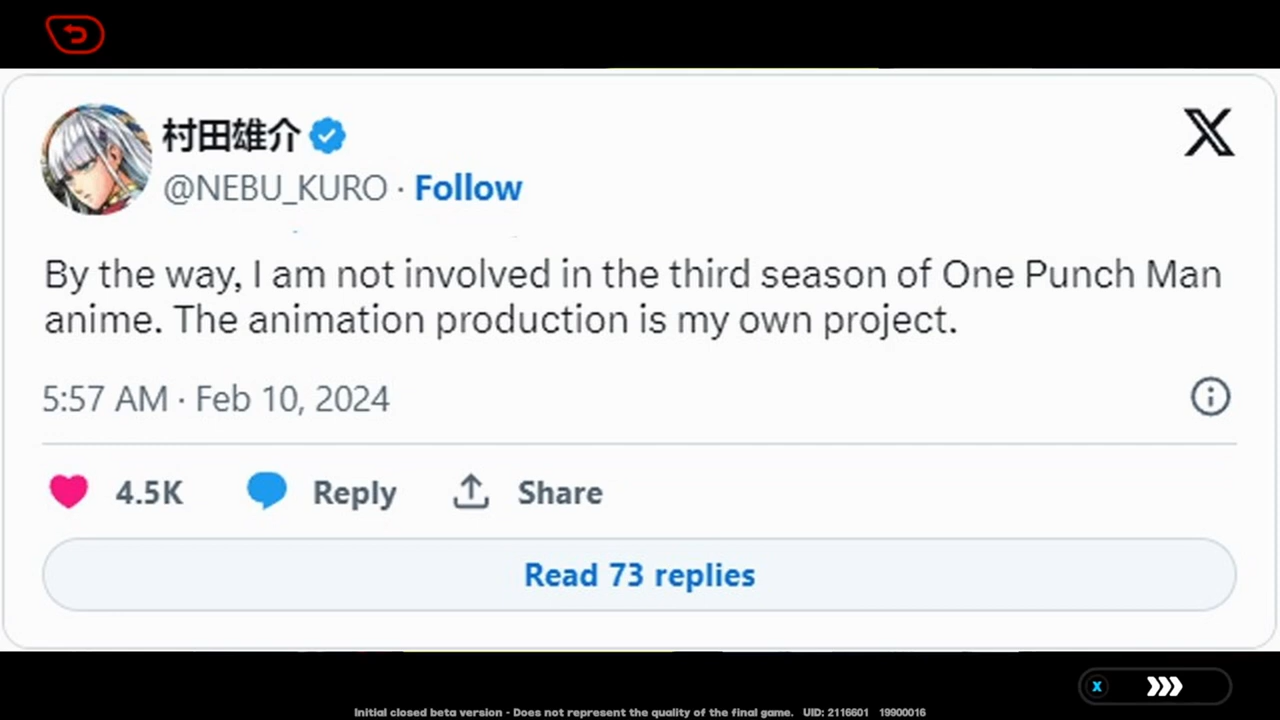 村田雄介
@NEBU_KURO · Follow
By the way, I am not involved in the third season of One Punch Man
anime. The animation production is my own project.
5:57 AM · Feb 10, 2024
4.5K Reply Share
Read 73 replies
X
Initial closed beta version - Does not represent the quality of the final game. UID: 2116601 19900016